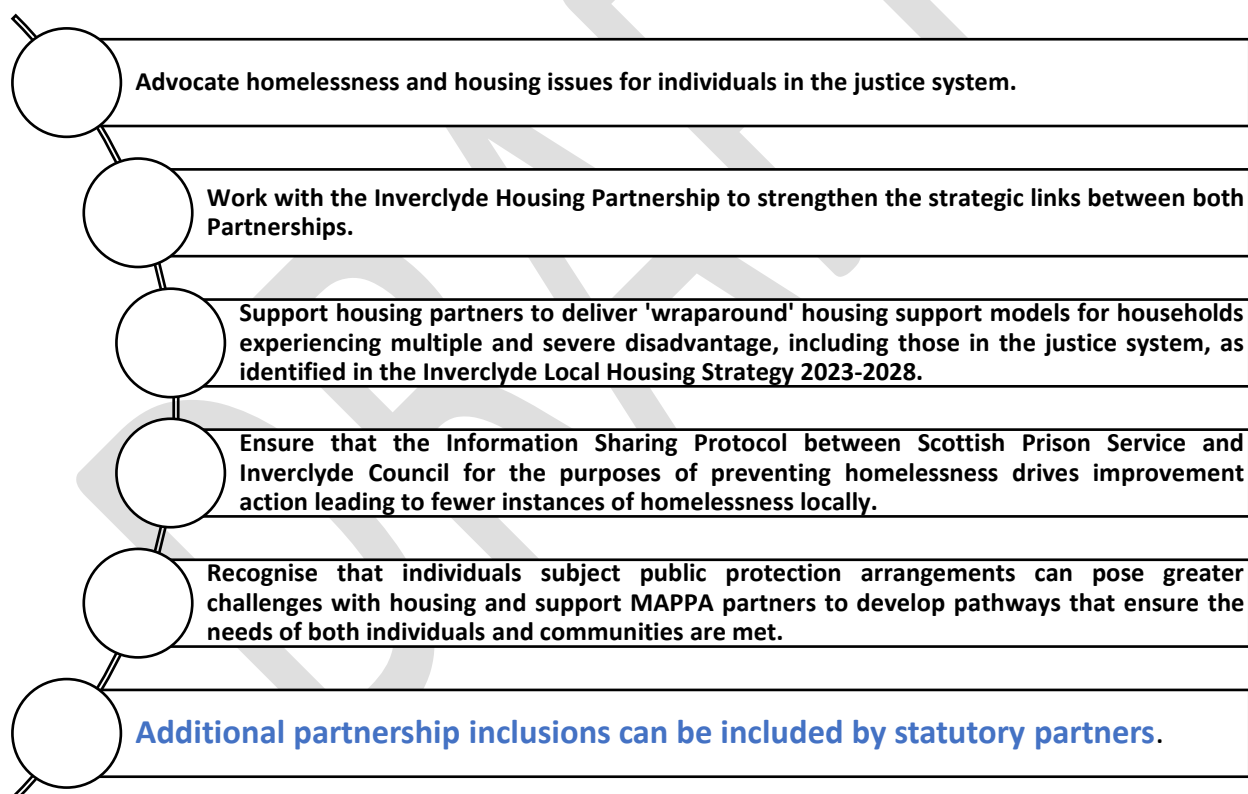 Advocate homelessness and housing issues for individuals in the justice system.
Work with the Inverclyde Housing Partnership to strengthen the strategic links between both
Partnerships.
Support housing partners to deliver 'wraparound' housing support models for households
experiencing multiple and severe disadvantage, including those in the justice system, as
identified in the Inverclyde Local Housing Strategy 2023-2028.
Ensure that the Information Sharing Protocol between Scottish Prison Service and
Inverclyde Council for the purposes of preventing homelessness drives improvement
action leading to fewer instances of homelessness locally.
Recognise that individuals subject public protection arrangements can pose greater
challenges with housing and support MAPPA partners to develop pathways that ensure the
needs of both individuals and communities are met.
Additional partnership inclusions can be included by statutory partners.